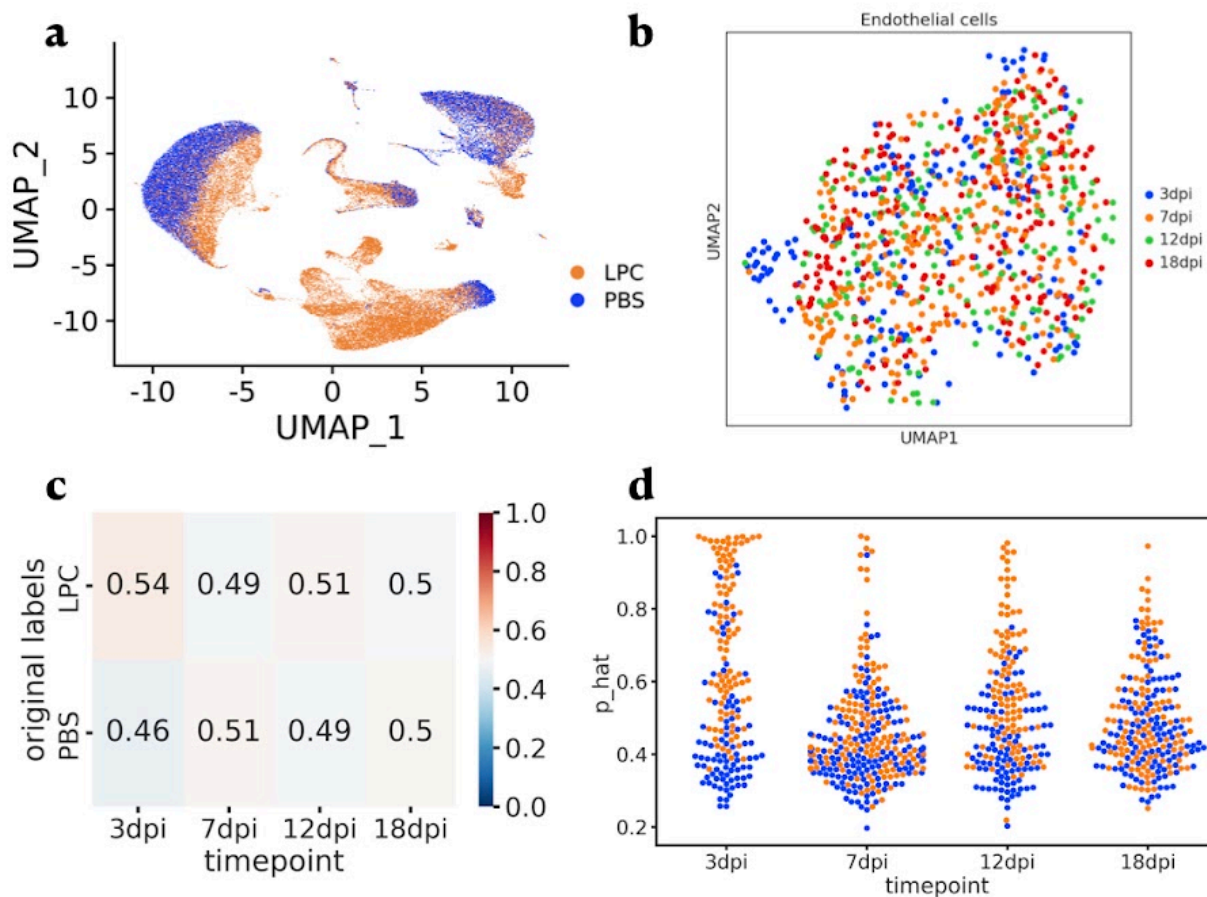 a
10
5
0
-5
-10
UMAP_2
-10 -5 0 5 10
UMAP_1
LPC
PBS
b
Endothelial cells
UMAP2
UMAP1
3dpi
7dpi
12dpi
18dpi
c
original labels
LPC
PBS
0.54 0.49 0.51 0.5
0.46 0.51 0.49 0.5
3dpi 7dpi 12dpi 18dpi
timepoint
1.0
0.8
0.6
0.4
0.2
0.0
d
p_hat
1.0
0.8
0.6
0.4
0.2
3dpi 7dpi 12dpi 18dpi
timepoint